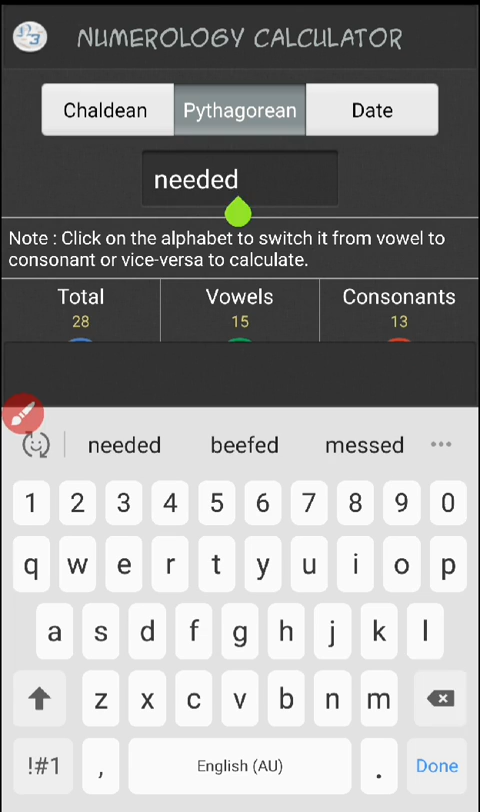 NUMEROLOGY CALCULATOR
Chaldean Pythagorean Date
needed
Note : Click on the alphabet to switch it from vowel to
consonant or vice-versa to calculate.
Total Vowels Consonants
28 15 13
needed beefed messed
1 2 3 4 5 6 7 8 9 0
q w e r t y u i o p
a s d f g h j k l
z x c v b n m
!#1 , English (AU) . Done